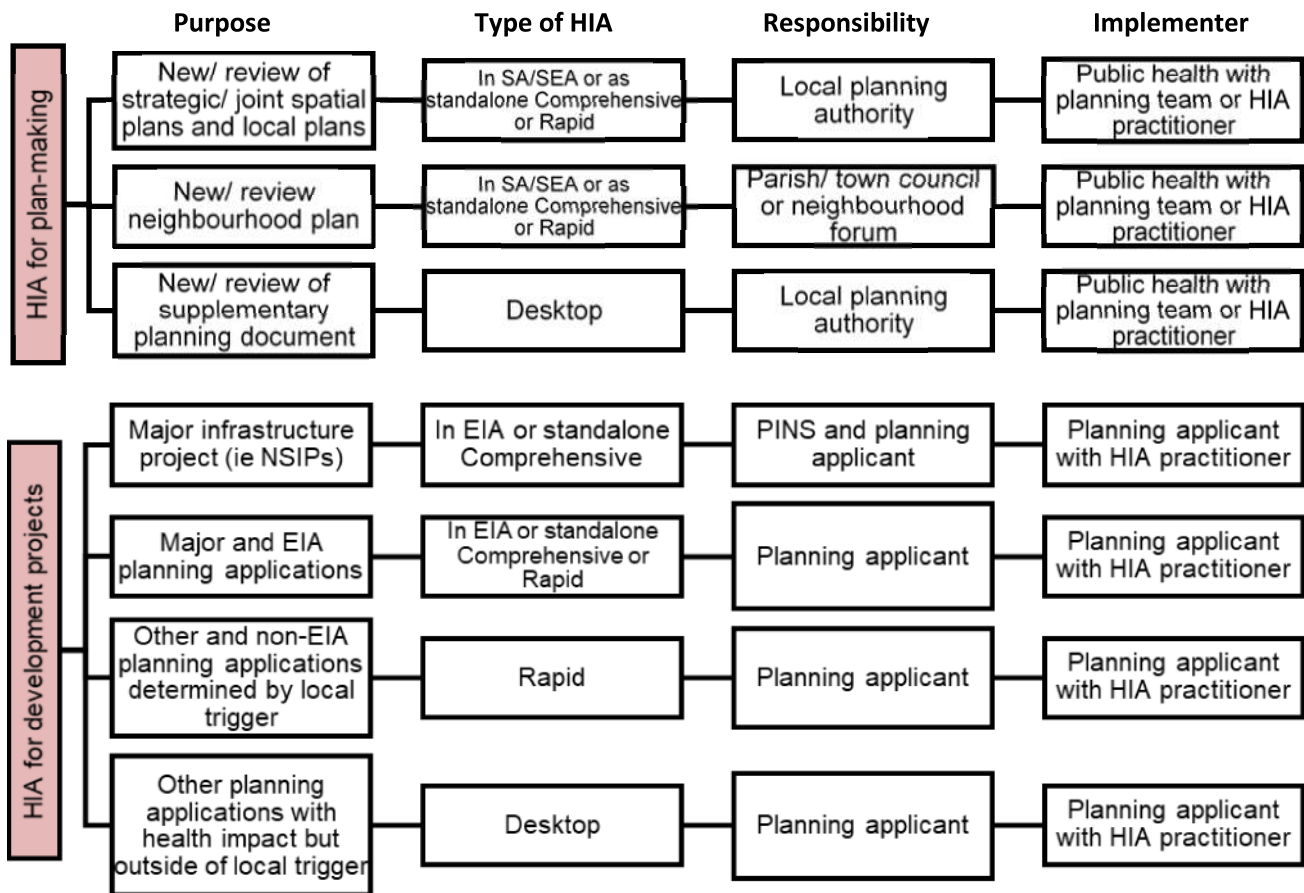 Purpose
Type of HIA
Responsibility
Implementer
HIA for plan-making
New/ review of
strategic/ joint spatial
plans and local plans
In SA/SEA or as
standalone Comprehensive
or Rapid
Local planning
authority
Public health with
planning team or HIA
practitioner
New/ review
neighbourhood plan
In SA/SEA or as
standalone Comprehensive
or Rapid
Parish/ town council
or neighbourhood
forum
Public health with
planning team or HIA
practitioner
New/ review of
supplementary
planning document
Desktop
Local planning
authority
Public health with
planning team or HIA
practitioner
HIA for development projects
Major infrastructure
project (ie NSIPs)
In EIA or standalone
Comprehensive
PINS and planning
applicant
Planning applicant
with HIA practitioner
Major and EIA
planning applications
In EIA or standalone
Comprehensive or
Rapid
Planning applicant
Planning applicant
with HIA practitioner
Other and non-EIA
planning applications
determined by local
trigger
Rapid
Planning applicant
Planning applicant
with HIA practitioner
Other planning
applications with
health impact but
outside of local trigger
Desktop
Planning applicant
Planning applicant
with HIA practitioner